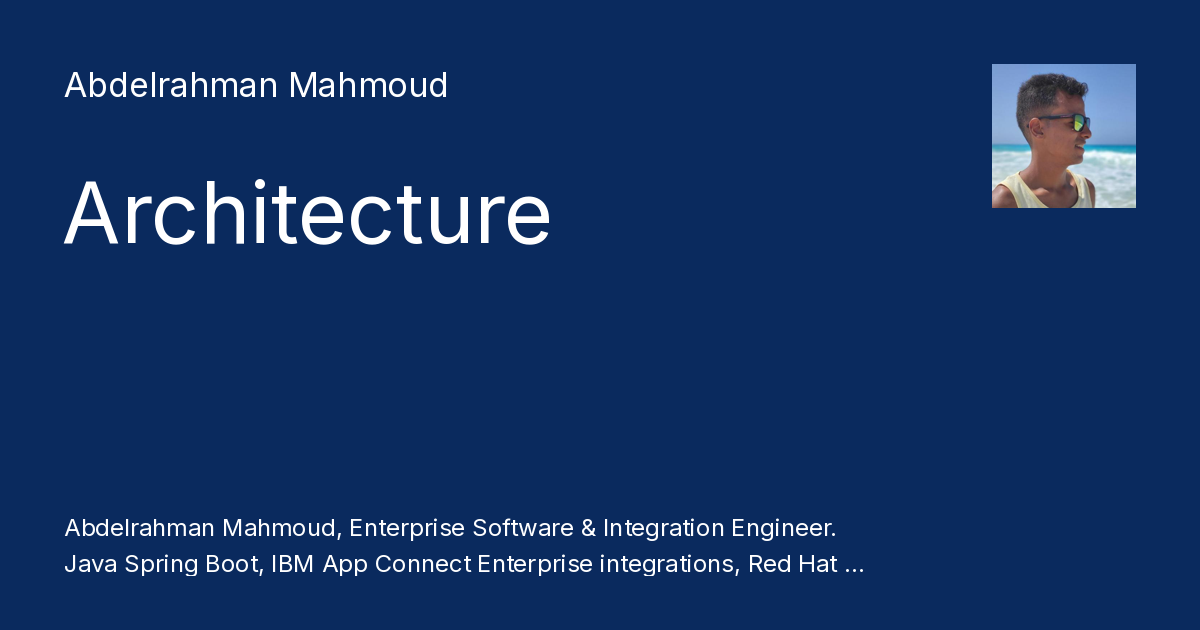 Abdelrahman Mahmoud
Architecture
Abdelrahman Mahmoud, Enterprise Software & Integration Engineer.
Java Spring Boot, IBM App Connect Enterprise integrations, Red Hat ...